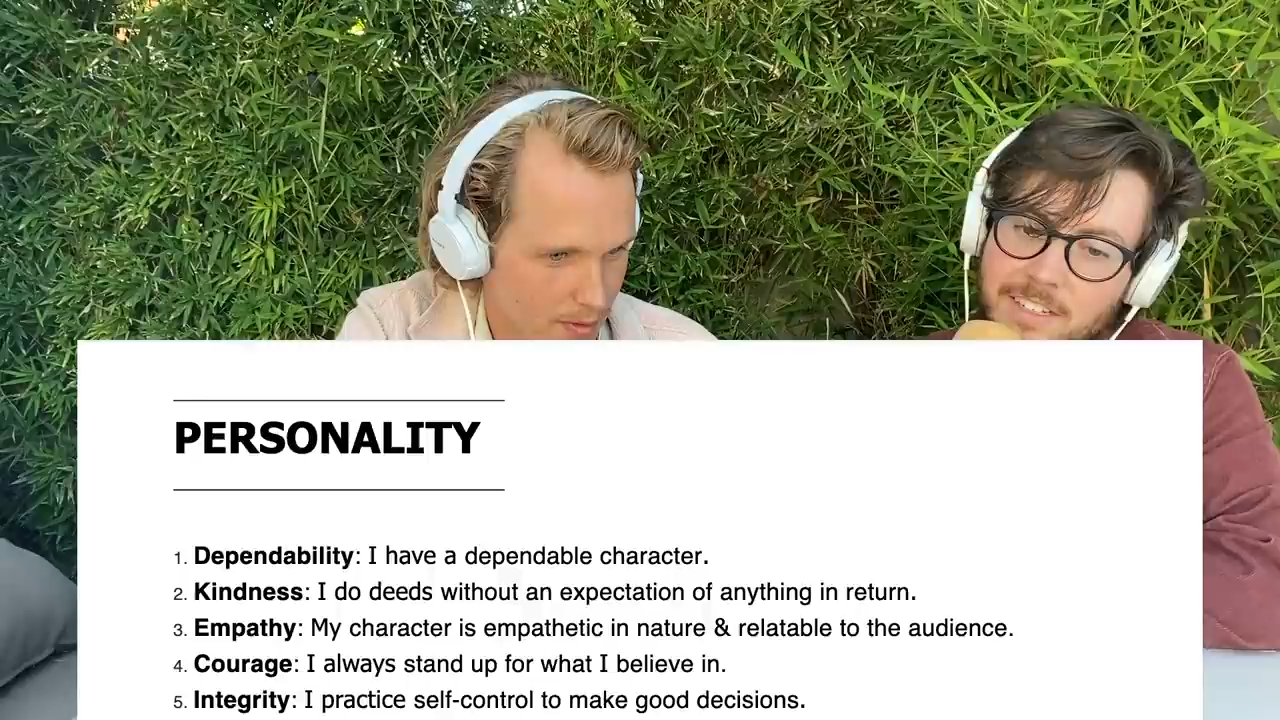 PERSONALITY
1. Dependability: I have a dependable character.
2. Kindness: I do deeds without an expectation of anything in return.
3. Empathy: My character is empathetic in nature & relatable to the audience.
4. Courage: I always stand up for what I believe in.
5. Integrity: I practice self-control to make good decisions.